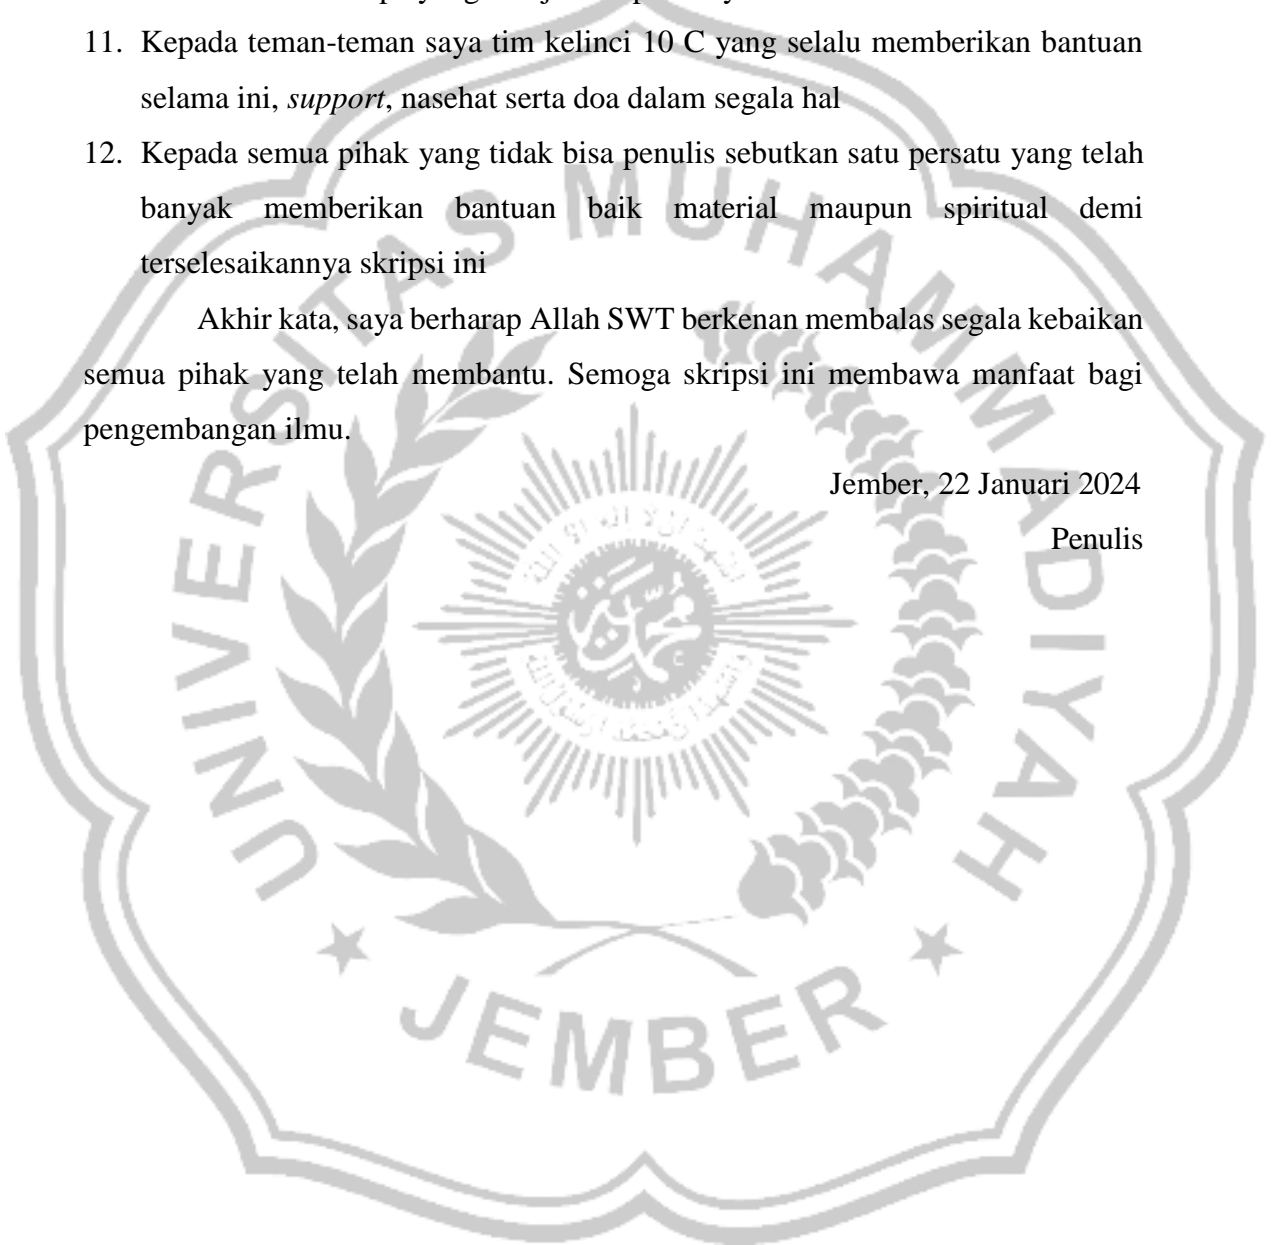 11. Kepada teman-teman saya tim kelinci 10 C yang selalu memberikan bantuan
selama ini, support, nasehat serta doa dalam segala hal
12. Kepada semua pihak yang tidak bisa penulis sebutkan satu persatu yang telah
banyak memberikan bantuan baik material maupun spiritual demi
terselesaikannya skripsi ini
Akhir kata, saya berharap Allah SWT berkenan membalas segala kebaikan
semua pihak yang telah membantu. Semoga skripsi ini membawa manfaat bagi
pengembangan ilmu.
Jember, 22 Januari 2024
Penulis
UNIVERSITAS MUHAMMADIYAH
JEMBER